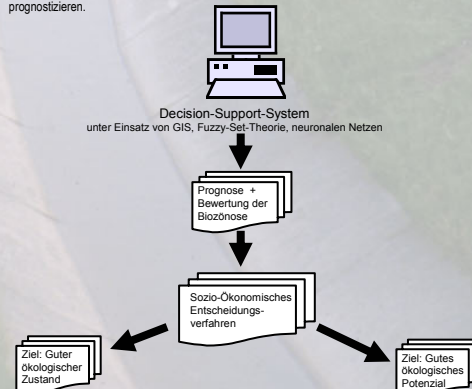 prognostizieren.
Decision-Support-System
unter Einsatz von GIS, Fuzzy-Set-Theorie, neuronalen Netzen
Prognose +
Bewertung der
Biozönose
Sozio-Ökonomisches
Entscheidungs-
verfahren
Ziel: Guter
ökologischer
Zustand
Ziel: Gutes
ökologisches
Potenzial